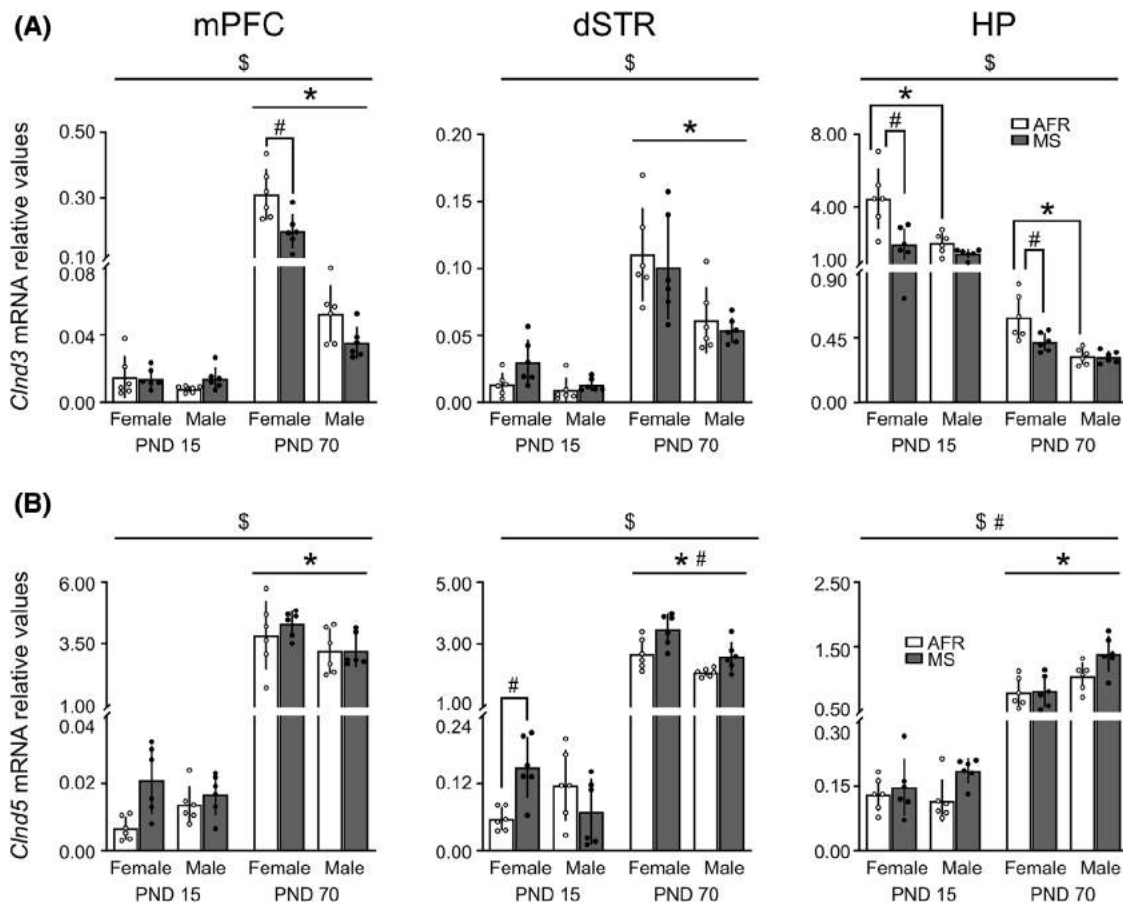 (A)
mPFC
dSTR
HP
$
$
$
Clnd3 mRNA relative values
0.50
0.30
0.10
0.08
0.04
0.00
#
*
Female Male Female Male
PND 15 PND 70
0.20
0.15
0.10
0.05
0.00
*
Female Male Female Male
PND 15 PND 70
8.00
4.00
1.00
0.90
0.45
0.00
*
#
*
#
AFR
MS
Female Male Female Male
PND 15 PND 70
(B)
$
$
$ #
Clnd5 mRNA relative values
6.00
3.50
1.00
0.04
0.02
0.00
*
Female Male Female Male
PND 15 PND 70
5.00
3.00
1.00
0.24
0.12
0.00
#
* #
Female Male Female Male
PND 15 PND 70
2.50
1.50
0.50
0.30
0.15
0.00
*
AFR
MS
Female Male Female Male
PND 15 PND 70